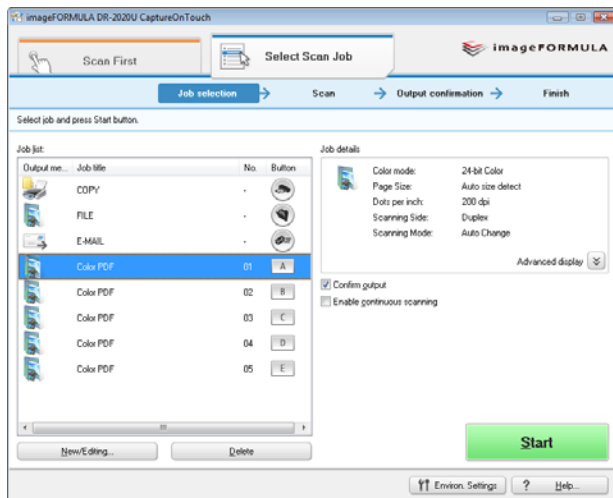 imageFORMULA DR-2020U CaptureOnTouch
Scan First
Select Scan Job
imageFORMULA
Job selection
Scan
Output confirmation
Finish
Select job and press Start button.
Job list:
Output me... Job title No. Button
COPY -
FILE -
E-MAIL -
Color PDF 01 A
Color PDF 02 B
Color PDF 03 C
Color PDF 04 D
Color PDF 05 E
New/Editing...
Delete
Job details
Color mode: 24-bit Color
Page Size: Auto size detect
Dots per inch: 200 dpi
Scanning Side: Duplex
Scanning Mode: Auto Change
Advanced display
Confirm output
Enable continuous scanning
Start
Environ. Settings
? Help...